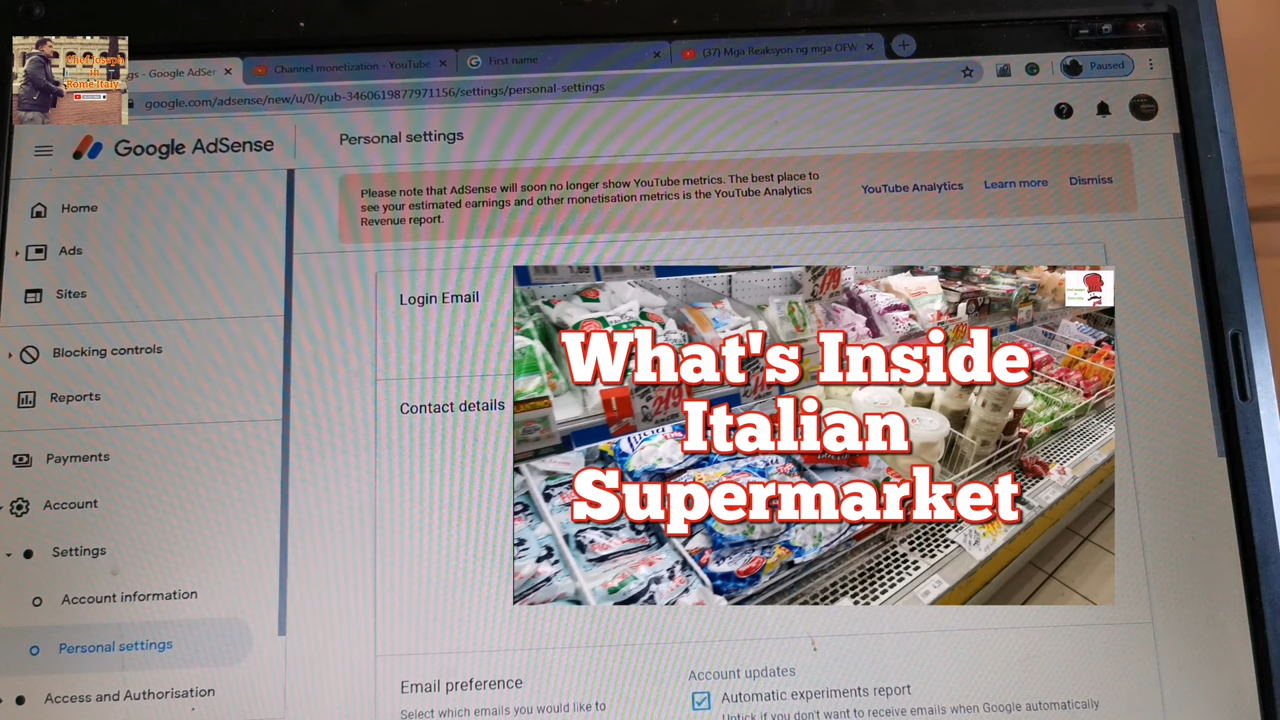 Chef Joseph
in
Rome Italy
gs - Google AdSer
Channel monetization - YouTube
First name
(37) Mga Reaksyon ng mga OFW
google.com/adsense/new/u/0/pub-3460619877971156/settings/personal-settings
Paused
Google AdSense
Personal settings
Please note that AdSense will soon no longer show YouTube metrics. The best place to
see your estimated earnings and other monetisation metrics is the YouTube Analytics
Revenue report.
YouTube Analytics
Learn more
Dismiss
Home
Ads
Sites
Blocking controls
Reports
Payments
Account
Settings
Account information
Personal settings
Access and Authorisation
Login Email
Contact details
What's Inside
Italian
Supermarket
Email preference
Select which emails you would like to
Account updates
Automatic experiments report
Untick if you don't want to receive emails when Google automatically